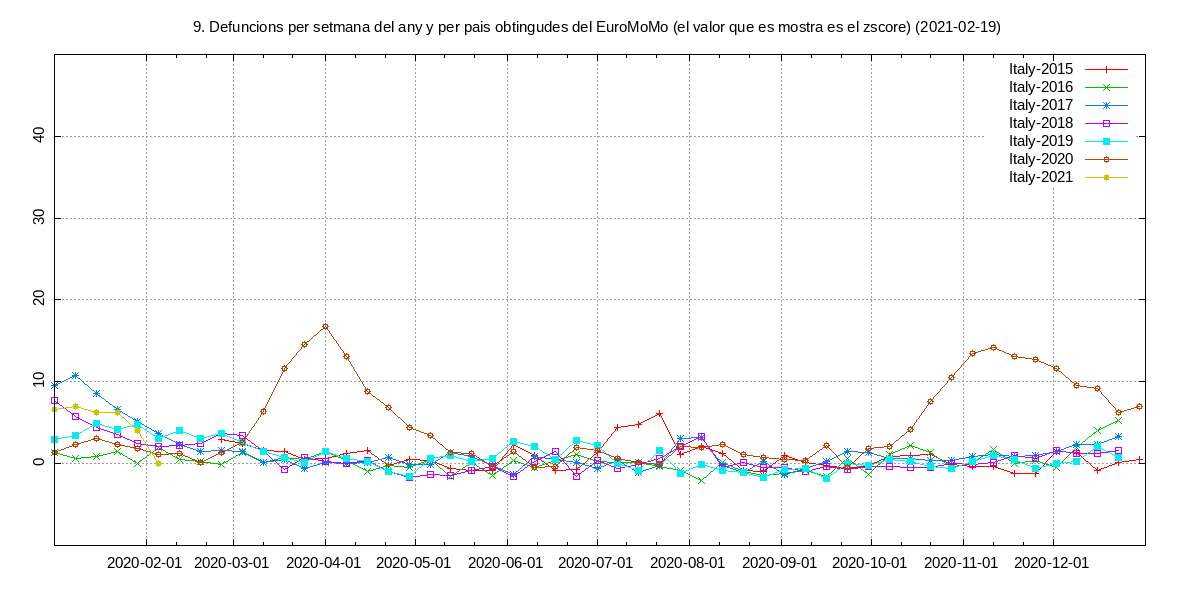 9. Defuncions per setmana del any y per pais obtingudes del EuroMoMo (el valor que es mostra es el zscore) (2021-02-19)
Italy-2015
Italy-2016
Italy-2017
Italy-2018
Italy-2019
Italy-2020
Italy-2021
40
30
20
10
0
2020-02-01 2020-03-01 2020-04-01 2020-05-01 2020-06-01 2020-07-01 2020-08-01 2020-09-01 2020-10-01 2020-11-01 2020-12-01